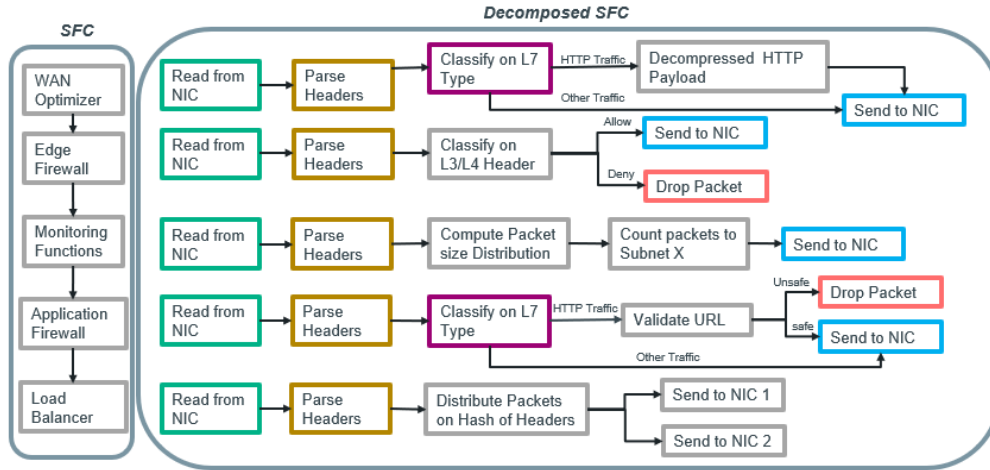 Decomposed SFC
SFC
WAN
Optimizer
Edge
Firewall
Monitoring
Functions
Application
Firewall
Load
Balancer
Read from
NIC
Parse
Headers
Classify on L7
Type
HTTP Traffic
Decompressed HTTP
Payload
Other Traffic
Send to NIC
Read from
NIC
Parse
Headers
Classify on
L3/L4 Header
Allow
Send to NIC
Deny
Drop Packet
Read from
NIC
Parse
Headers
Compute Packet
size Distribution
Count packets to
Subnet X
Send to NIC
Read from
NIC
Parse
Headers
Classify on L7
Type
HTTP Traffic
Validate URL
Unsafe
Drop Packet
safe
Send to NIC
Other Traffic
Read from
NIC
Parse
Headers
Distribute Packets
on Hash of Headers
Send to NIC 1
Send to NIC 2